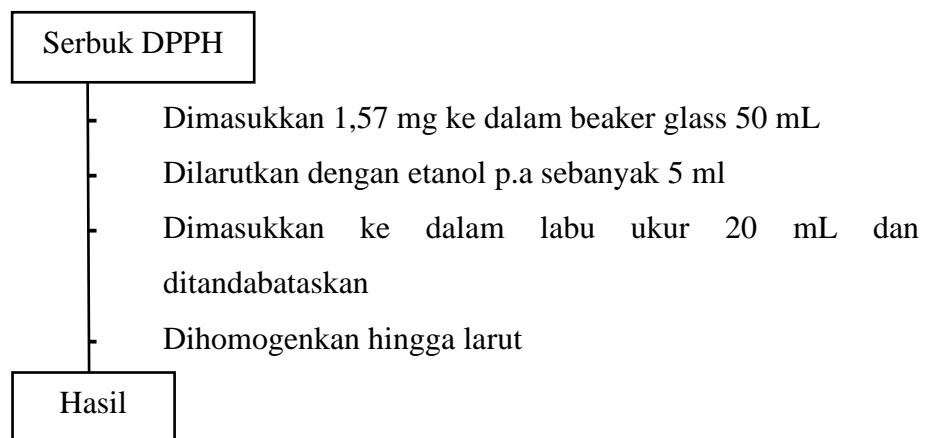 Serbuk DPPH
- Dimasukkan 1,57 mg ke dalam beaker glass 50 mL
- Dilarutkan dengan etanol p.a sebanyak 5 ml
- Dimasukkan ke dalam labu ukur 20 mL dan
ditandabataskan
- Dihomogenkan hingga larut
Hasil